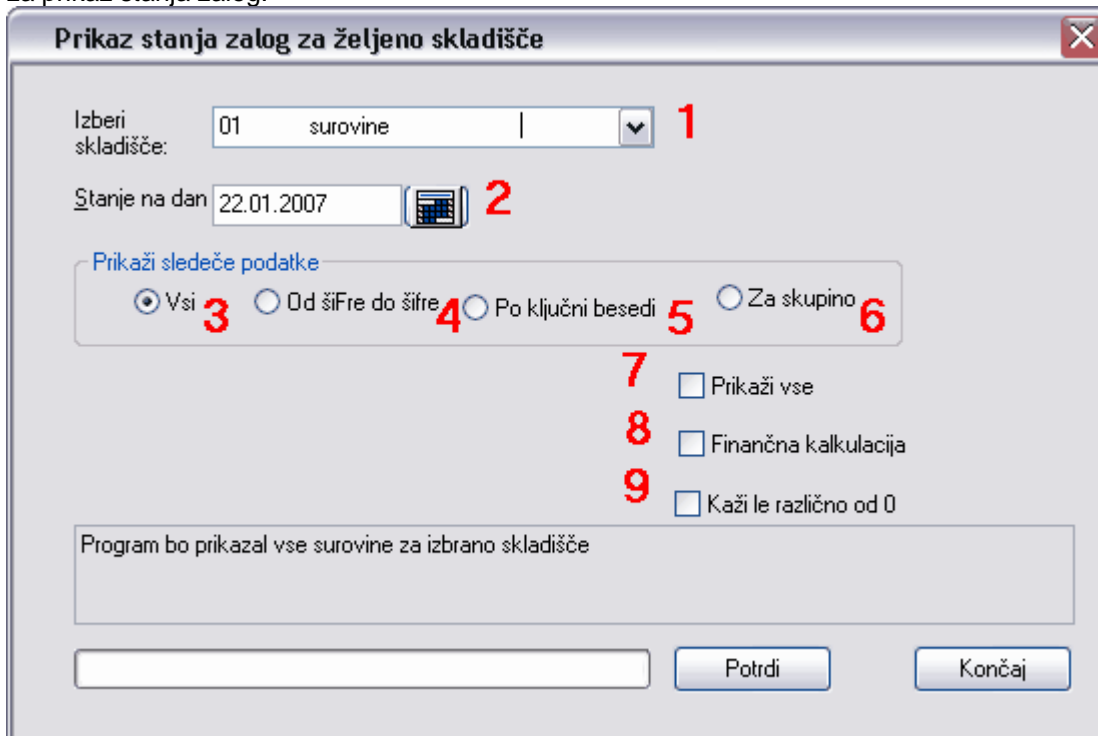 za prikaz stanja zalog.
Prikaz stanja zalog za željeno skladišče
Izberi skladišče:
01 surovine
1
Stanje na dan 22.01.2007 2
Prikaži sledeče podatke
Vsi 3 Od šiFre do šifre 4 Po ključni besedi 5 Za skupino 6
7 Prikaži vse
8 Finančna kalkulacija
9 Kaži le različno od 0
Program bo prikazal vse surovine za izbrano skladišče
Potrdi Končaj